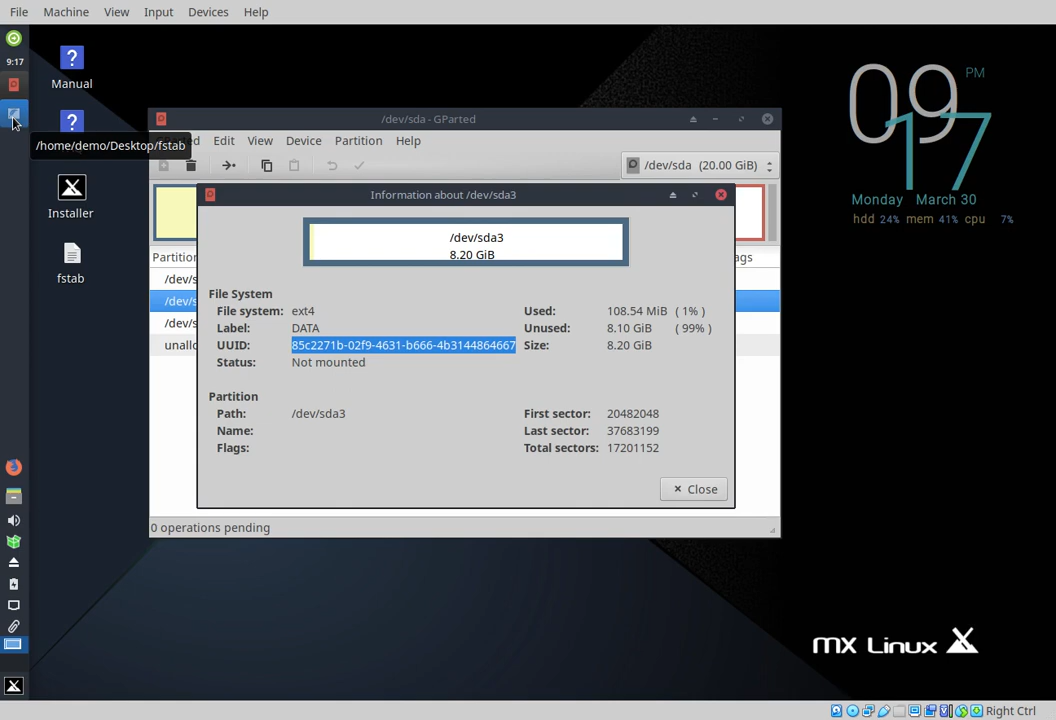 File Machine View Input Devices Help
9:17
Manual
/home/demo/Desktop/fstab
Installer
fstab
/dev/sda - GParted
GParted Edit View Device Partition Help
/dev/sda (20.00 GiB)
Information about /dev/sda3
/dev/sda3
8.20 GiB
File System
File system: ext4
Label: DATA
UUID: 85c2271b-02f9-4631-b666-4b3144864667
Status: Not mounted
Used: 108.54 MiB ( 1% )
Unused: 8.10 GiB ( 99% )
Size: 8.20 GiB
Partition
Path: /dev/sda3
Name:
Flags:
First sector: 20482048
Last sector: 37683199
Total sectors: 17201152
Close
0 operations pending
09 PM
17
Monday March 30
hdd 24% mem 41% cpu 7%
MX Linux
Right Ctrl